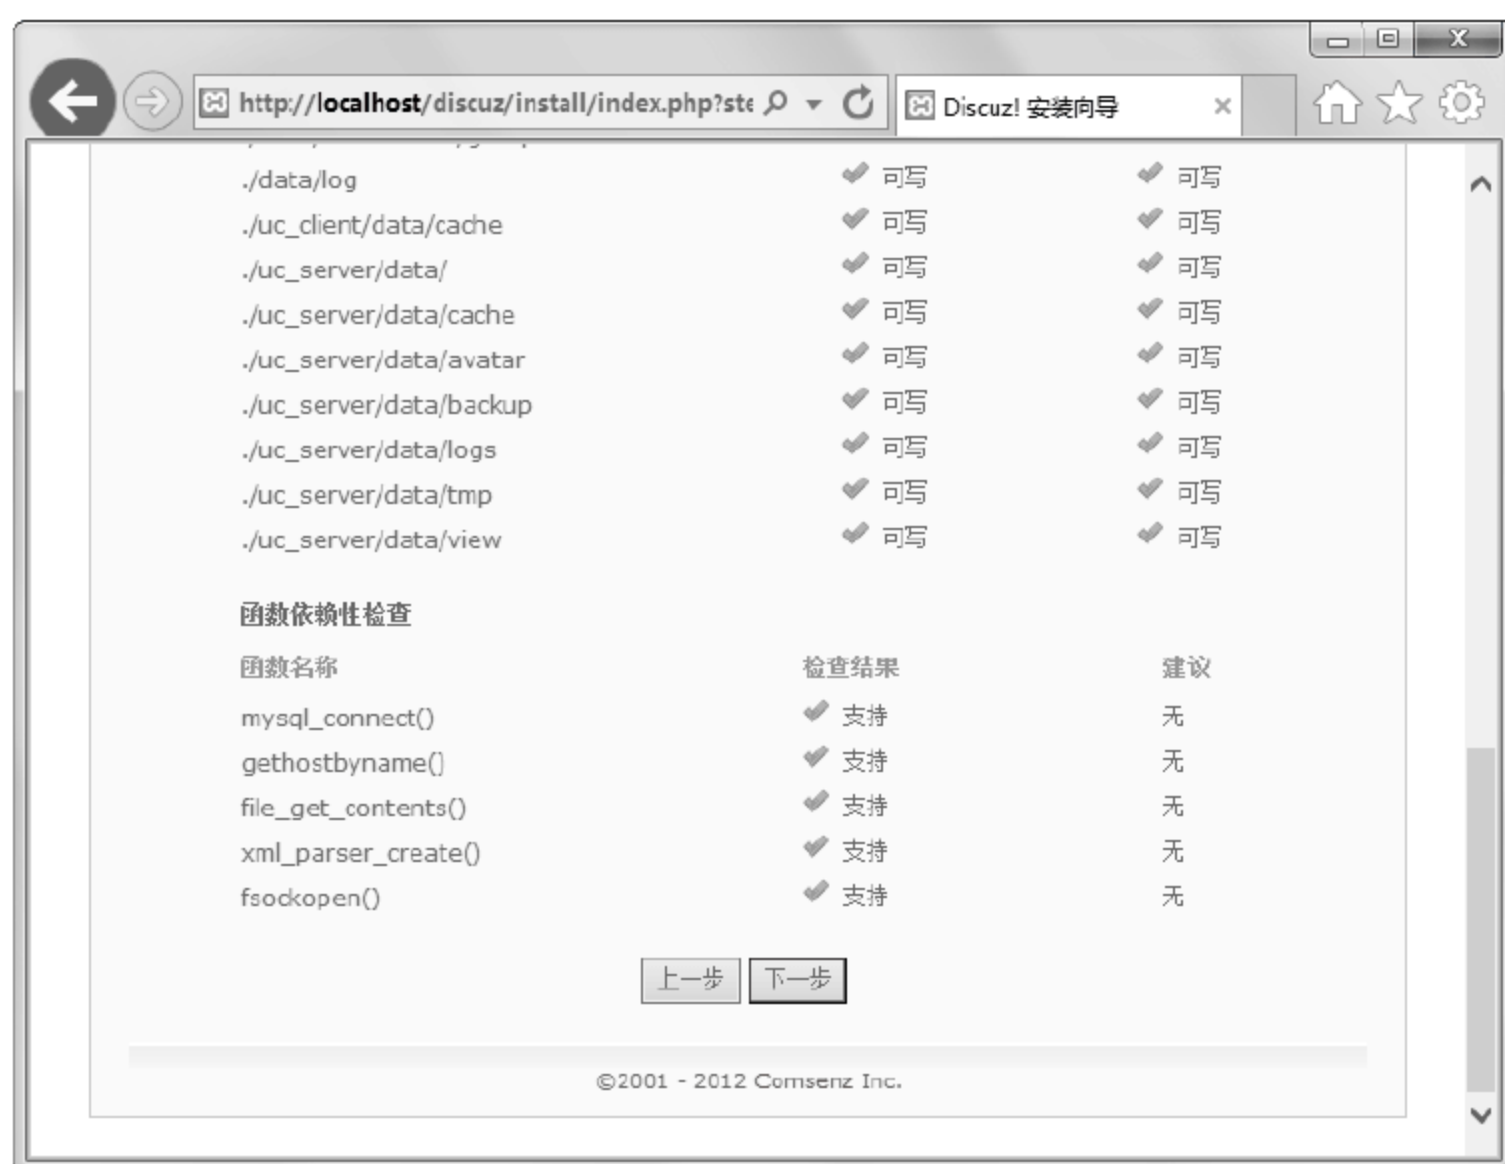 http://localhost/discuz/install/index.php?ste
Discuz! 安装向导
./data/log 可写 可写
./uc_client/data/cache 可写 可写
./uc_server/data/ 可写 可写
./uc_server/data/cache 可写 可写
./uc_server/data/avatar 可写 可写
./uc_server/data/backup 可写 可写
./uc_server/data/logs 可写 可写
./uc_server/data/tmp 可写 可写
./uc_server/data/view 可写 可写
函数依赖性检查
函数名称 检查结果 建议
mysql_connect() 支持 无
gethostbyname() 支持 无
file_get_contents() 支持 无
xml_parser_create() 支持 无
fsockopen() 支持 无
上一步 下一步
©2001 - 2012 Comsenz Inc.